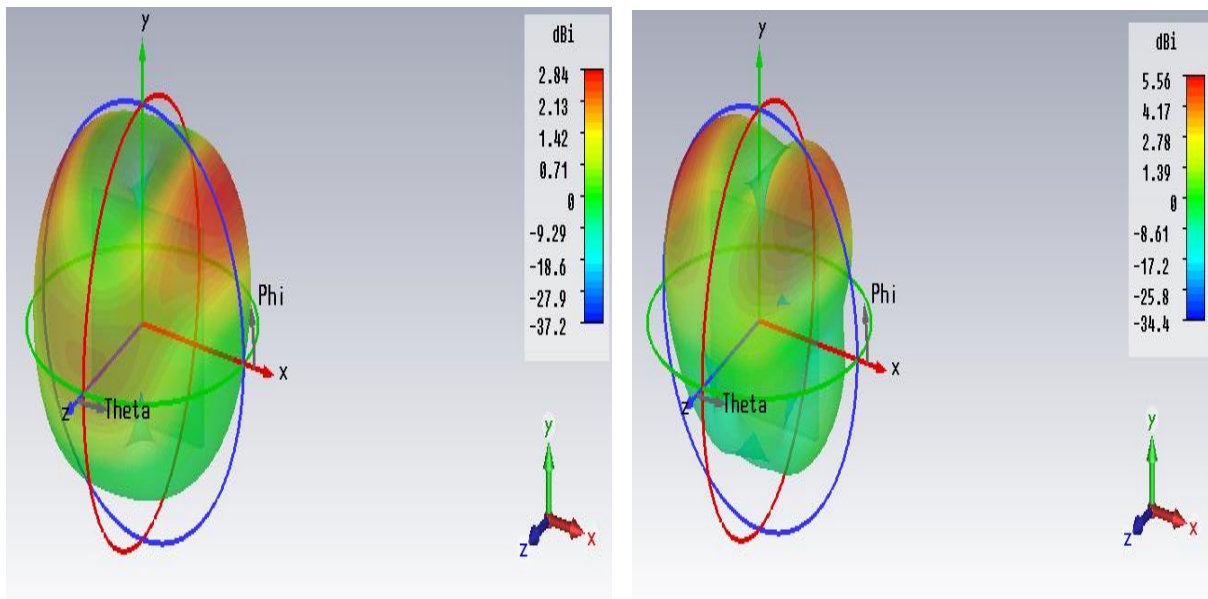 y
dBi
2.84
2.13
1.42
0.71
0
-9.29
-18.6
-27.9
-37.2
Phi
x
z
Theta
y
z
x
y
dBi
5.56
4.17
2.78
1.39
0
-8.61
-17.2
-25.8
-34.4
Phi
x
z
Theta
y
z
x